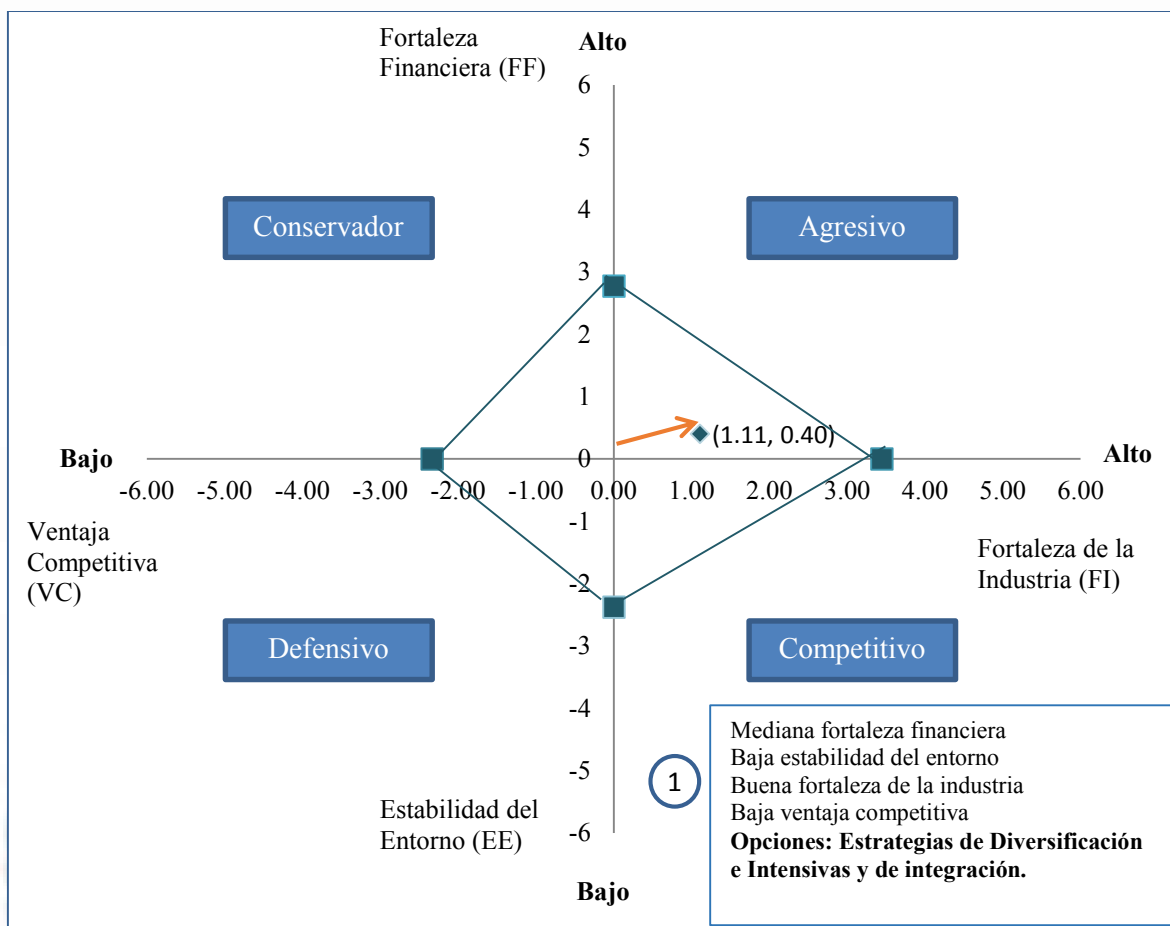 Fortaleza
Financiera (FF)
Alto
6
5
4
Conservador
Agresivo
3
2
1
(1.11, 0.40)
Bajo
0
Alto
-6.00 -5.00 -4.00 -3.00 -2.00 -1.00 0.00 1.00 2.00 3.00 4.00 5.00 6.00
-1
Ventaja
Competitiva
(VC)
Fortaleza de la
Industria (FI)
-2
Defensivo
-3
Competitivo
-4
-5
-6
Estabilidad del
Entorno (EE)
Bajo
1
Mediana fortaleza financiera
Baja estabilidad del entorno
Buena fortaleza de la industria
Baja ventaja competitiva
Opciones: Estrategias de Diversificación
e Intensivas y de integración.